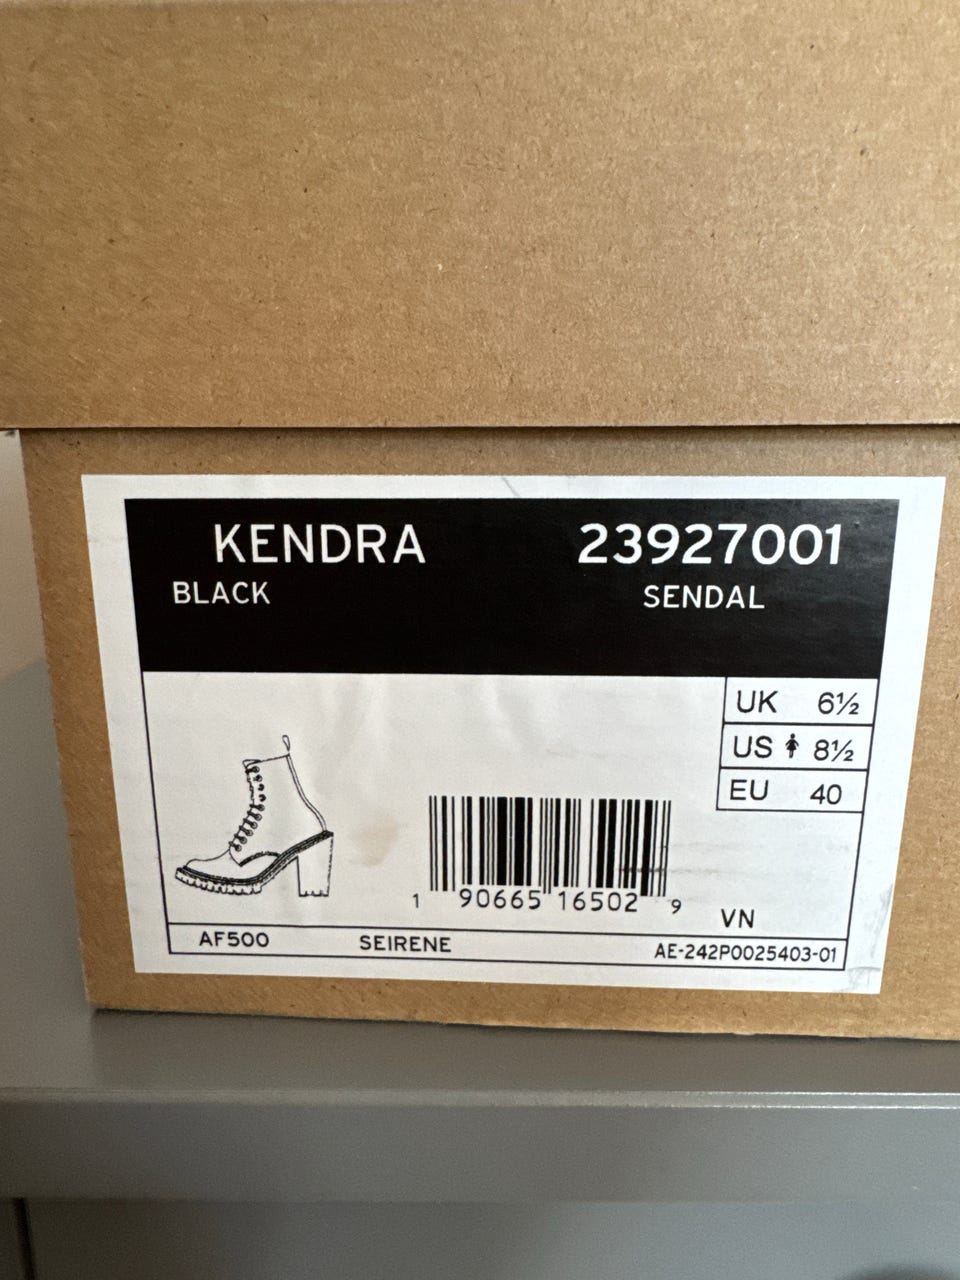 KENDRA 23927001
BLACK SENDAL
UK 6½
US 8½
EU 40
1 90665 16502 9
VN
AF500 SEIRENE AE-242P0025403-01